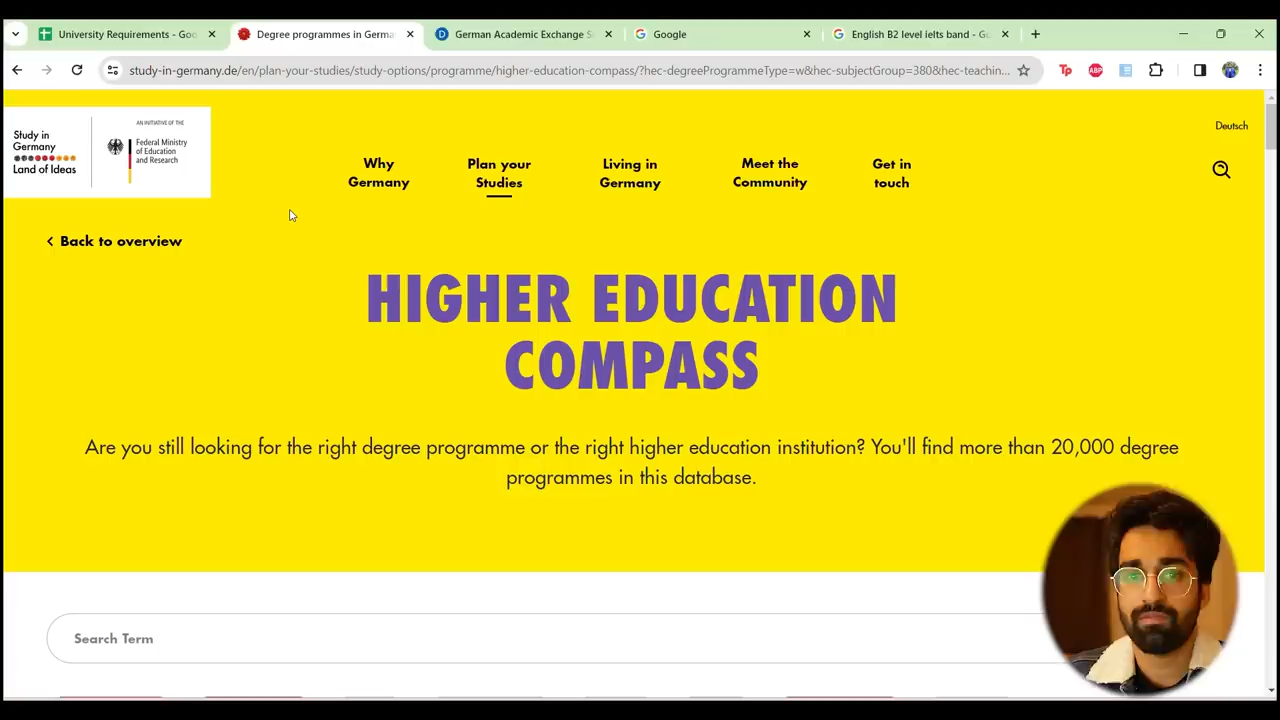 University Requirements - Goo
Degree programmes in Germa
German Academic Exchange S
Google
English B2 level ielts band - Go
study-in-germany.de/en/plan-your-studies/study-options/programme/higher-education-compass/?hec-degreeProgrammeType=w&hec-subjectGroup=380&hec-teachin...
Tp
ABP
Study in
Germany
Land of Ideas
AN INITIATIVE OF THE
Federal Ministry
of Education
and Research
Deutsch
Why
Germany
Plan your
Studies
Living in
Germany
Meet the
Community
Get in
touch
Back to overview
HIGHER EDUCATION
COMPASS
Are you still looking for the right degree programme or the right higher education institution? You'll find more than 20,000 degree
programmes in this database.
Search Term